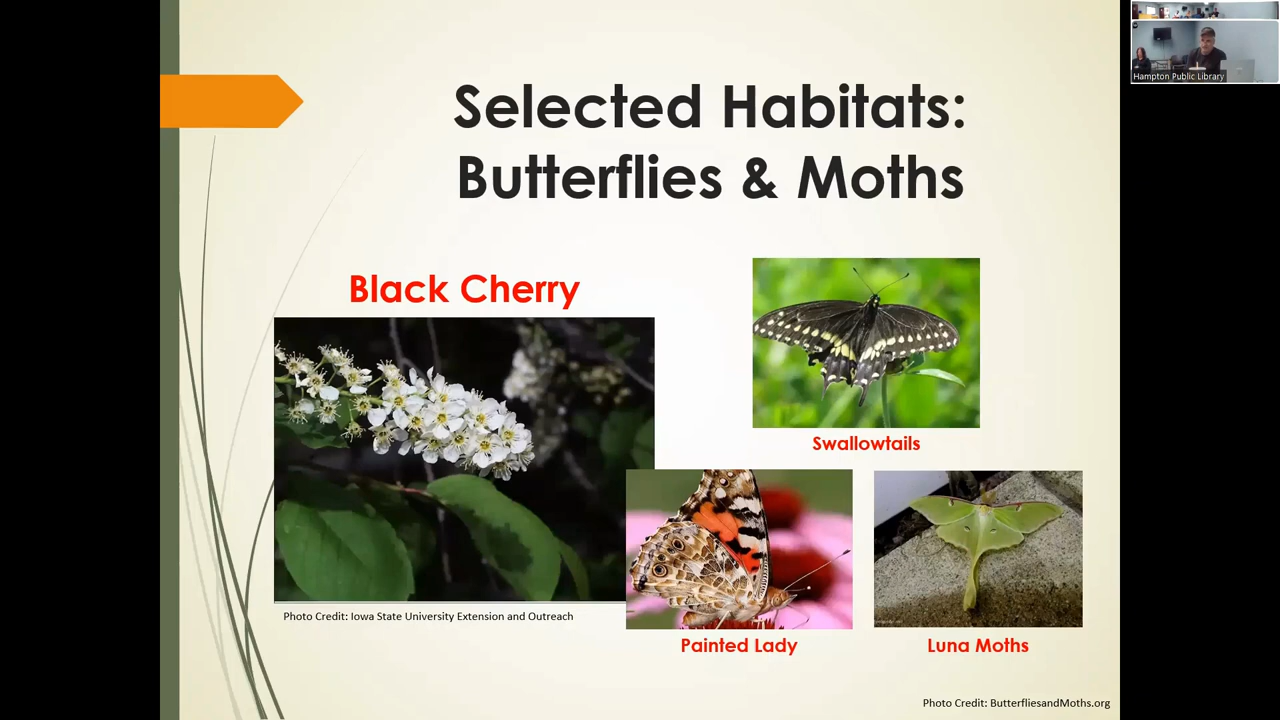 Selected Habitats:
Butterflies & Moths
Black Cherry
Swallowtails
Photo Credit: Iowa State University Extension and Outreach
Painted Lady
Luna Moths
Photo Credit: ButterfliesandMoths.org
Hampton Public Library